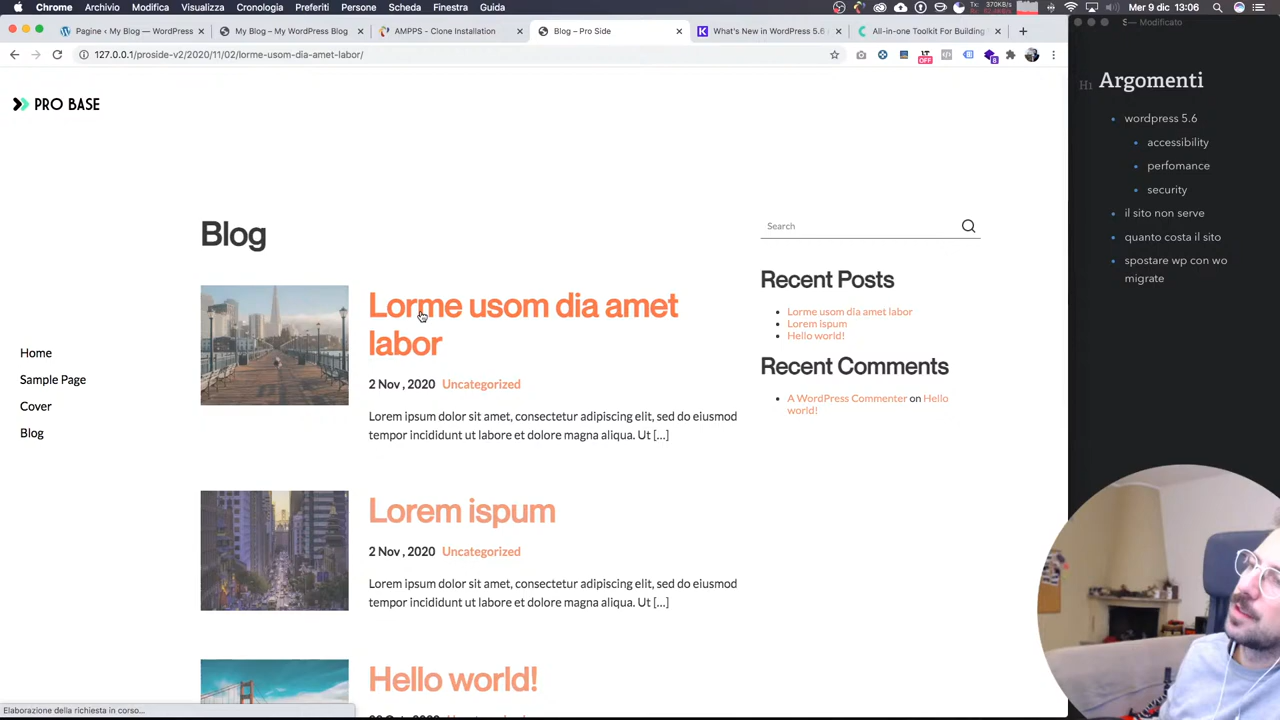 Chrome Archivio Modifica Visualizza Cronologia Preferiti Persone Scheda Finestra Guida
Tx: 370KB/s
Mer 9 dic 13:06
Pagine ‹ My Blog — WordPress
My Blog – My WordPress Blog
AMPPS - Clone Installation
Blog – Pro Side
What's New in WordPress 5.6
All-in-one Toolkit For Building
— Modificato
127.0.0.1/proside-v2/2020/11/02/lorme-usom-dia-amet-labor/
OFF
PRO BASE
Home
Sample Page
Cover
Blog
Blog
Lorme usom dia amet
labor
2 Nov , 2020 Uncategorized
Lorem ipsum dolor sit amet, consectetur adipiscing elit, sed do eiusmod
tempor incididunt ut labore et dolore magna aliqua. Ut [...]
Lorem ispum
2 Nov , 2020 Uncategorized
Lorem ipsum dolor sit amet, consectetur adipiscing elit, sed do eiusmod
tempor incididunt ut labore et dolore magna aliqua. Ut [...]
Hello world!
Search
Recent Posts
Lorme usom dia amet labor
Lorem ispum
Hello world!
Recent Comments
A WordPress Commenter on Hello
world!
H1 Argomenti
wordpress 5.6
accessibility
perfomance
security
il sito non serve
quanto costa il sito
spostare wp con wo
migrate
Elaborazione della richiesta in corso...